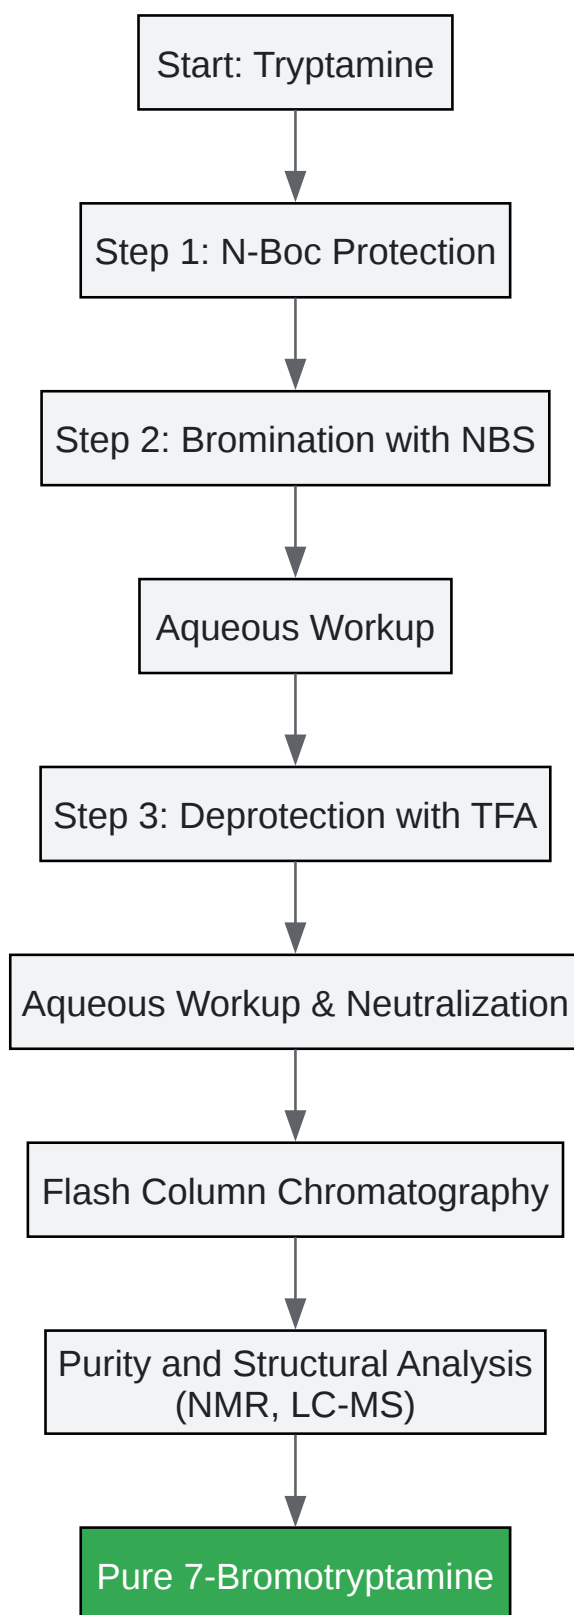 Start: Tryptamine
Step 1: N-Boc Protection
Step 2: Bromination with NBS
Aqueous Workup
Step 3: Deprotection with TFA
Aqueous Workup & Neutralization
Flash Column Chromatography
Purity and Structural Analysis
(NMR, LC-MS)
Pure 7-Bromotryptamine